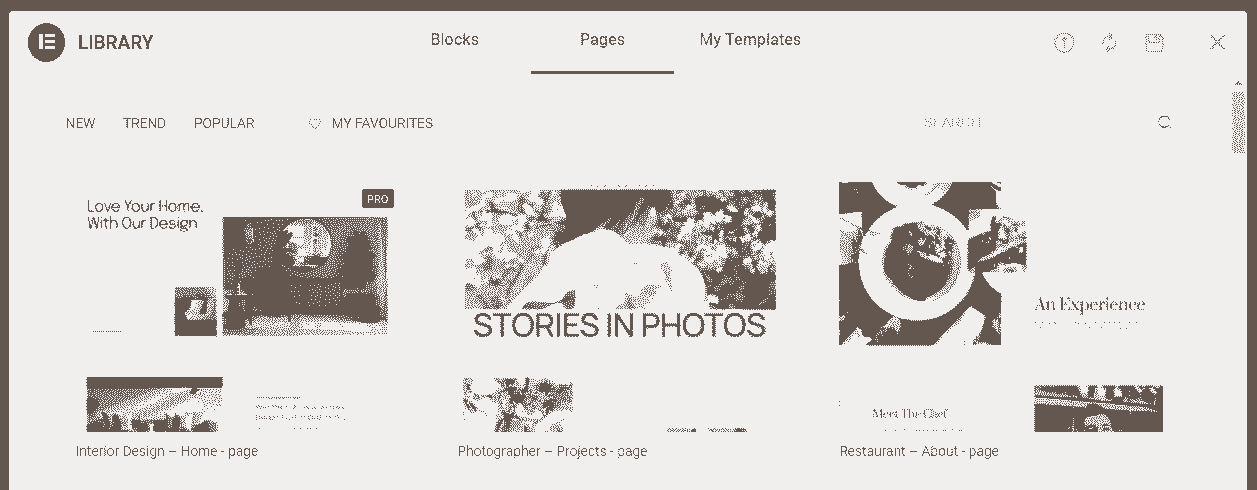 LIBRARY
Blocks
Pages
My Templates
NEW
TREND
POPULAR
MY FAVOURITES
SEARCH
Love Your Home.
With Our Design
PRO
STORIES IN PHOTOS
An Experience
Meet The Chef
Interior Design – Home - page
Photographer – Projects - page
Restaurant – About - page